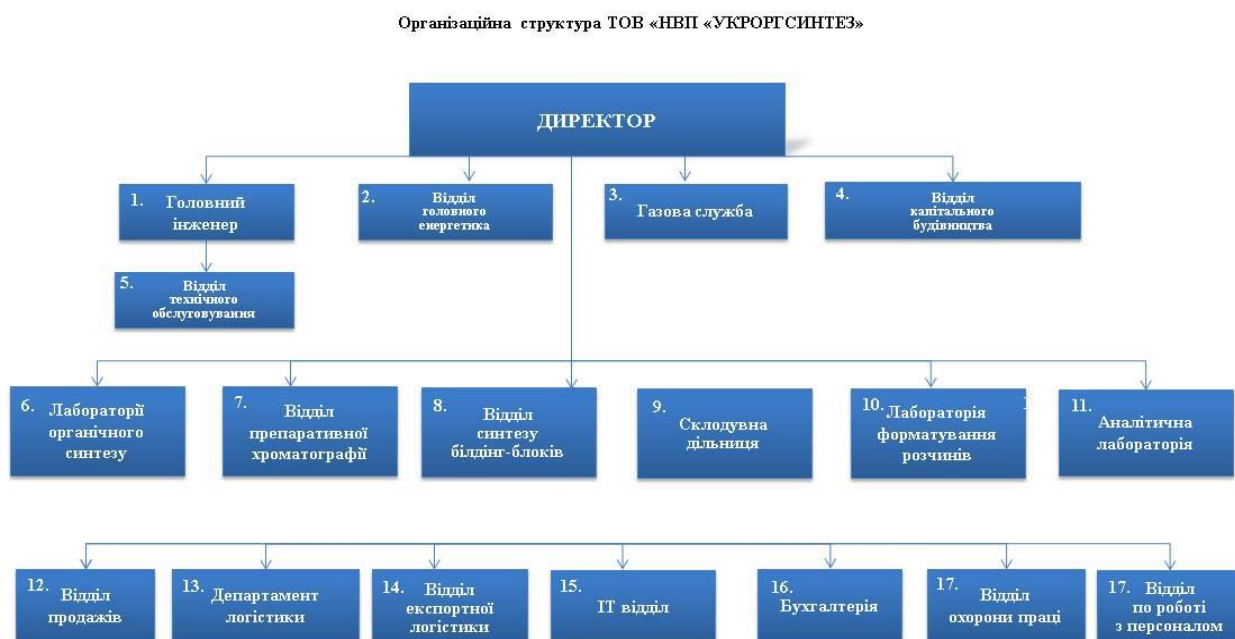 Організаційна структура ТОВ «НВП «УКРОРГСИНТЕЗ»
ДИРЕКТОР
1. Головний
інженер
2. Відділ
головного
енергетика
3. Газова служба
4. Відділ
капітального
будівництва
5. Відділ
технічного
обслуговування
6. Лабораторії
органічного
синтезу
7. Відділ
препаративної
хроматографії
8. Відділ
синтезу
білдінг-блоків
9. Склодувна
дільниця
10. Лабораторія
форматування
розчинів
1
11. Аналітична
лабораторія
12. Відділ
продажів
13. Департамент
логістики
14. Відділ
експортної
логістики
15. ІТ відділ
16. Бухгалтерія
17. Відділ
охорони праці
17. Відділ
по роботі
з персоналом